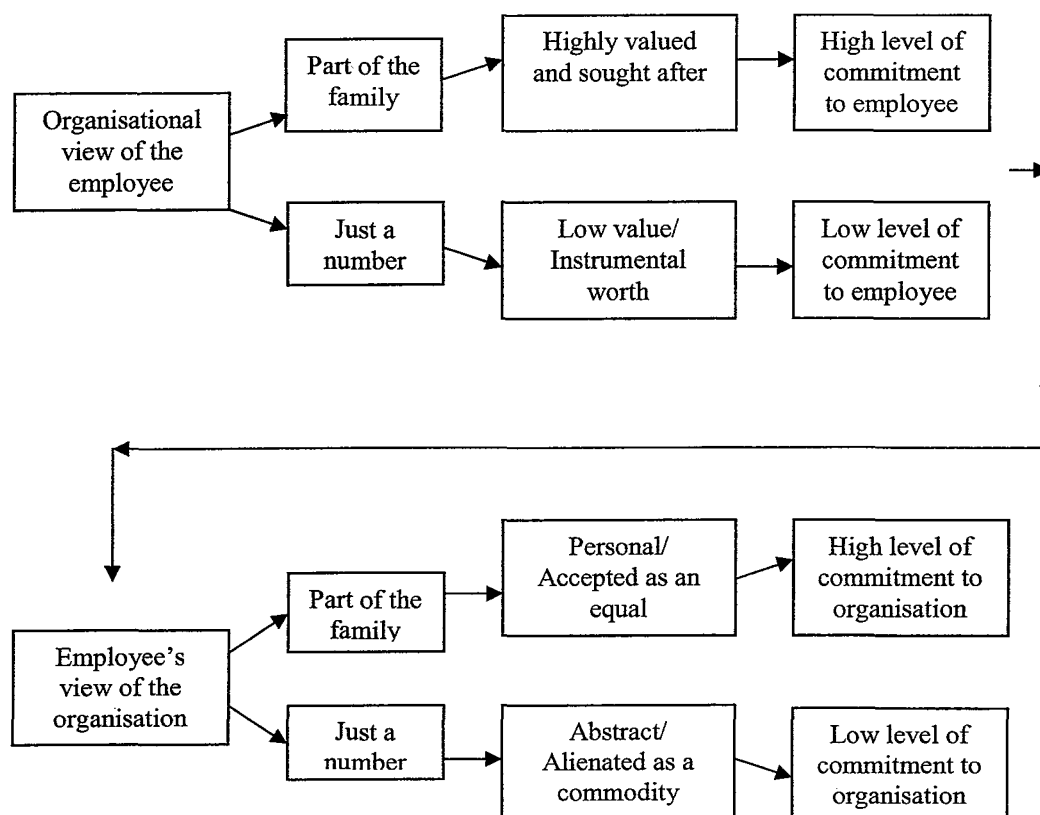 Organisational
view of the
employee
Part of the
family
Highly valued
and sought after
High level of
commitment
to employee
Just a
number
Low value/
Instrumental
worth
Low level of
commitment
to employee
Employee’s
view of the
organisation
Part of the
family
Personal/
Accepted as an
equal
High level of
commitment to
organisation
Just a
number
Abstract/
Alienated as a
commodity
Low level of
commitment to
organisation